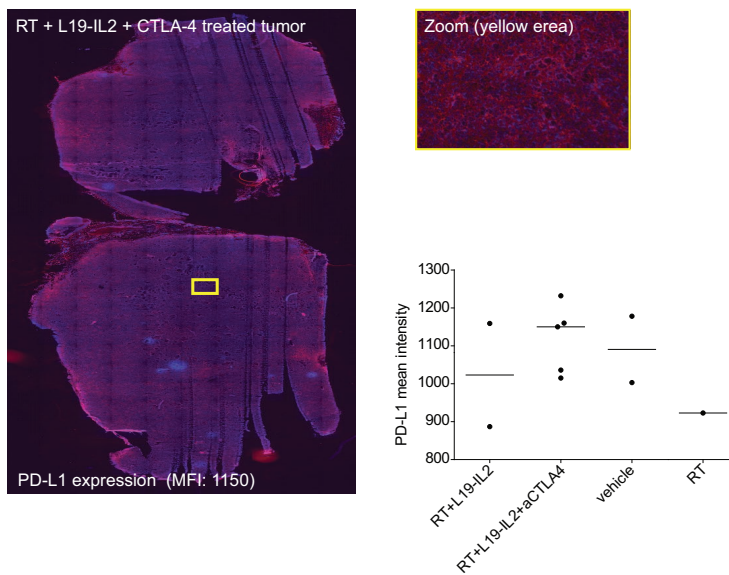 RT + L19-IL2 + CTLA-4 treated tumor
PD-L1 expression (MFI: 1150)
Zoom (yellow erea)
PD-L1 mean intensity
1300
1200
1100
1000
900
800
RT+L19-IL2
RT+L19-IL2+aCTLA4
vehicle
RT